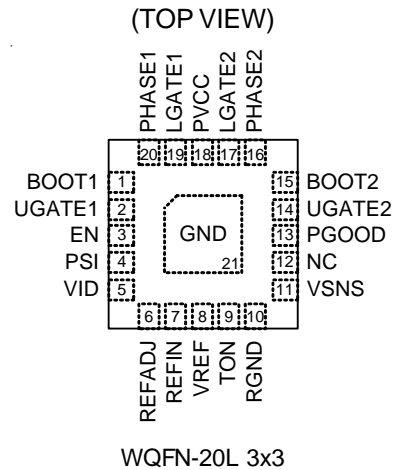 (TOP VIEW)
PHASE1
LGATE1
PVCC
LGATE2
PHASE2
20 19 18 17 16
BOOT1 1
UGATE1 2
EN 3
PSI 4
VID 5
GND
21
15 BOOT2
14 UGATE2
13 PGOOD
12 NC
11 VSNS
6 7 8 9 10
REFADJ
REFIN
VREF
TON
RGND
WQFN-20L 3x3